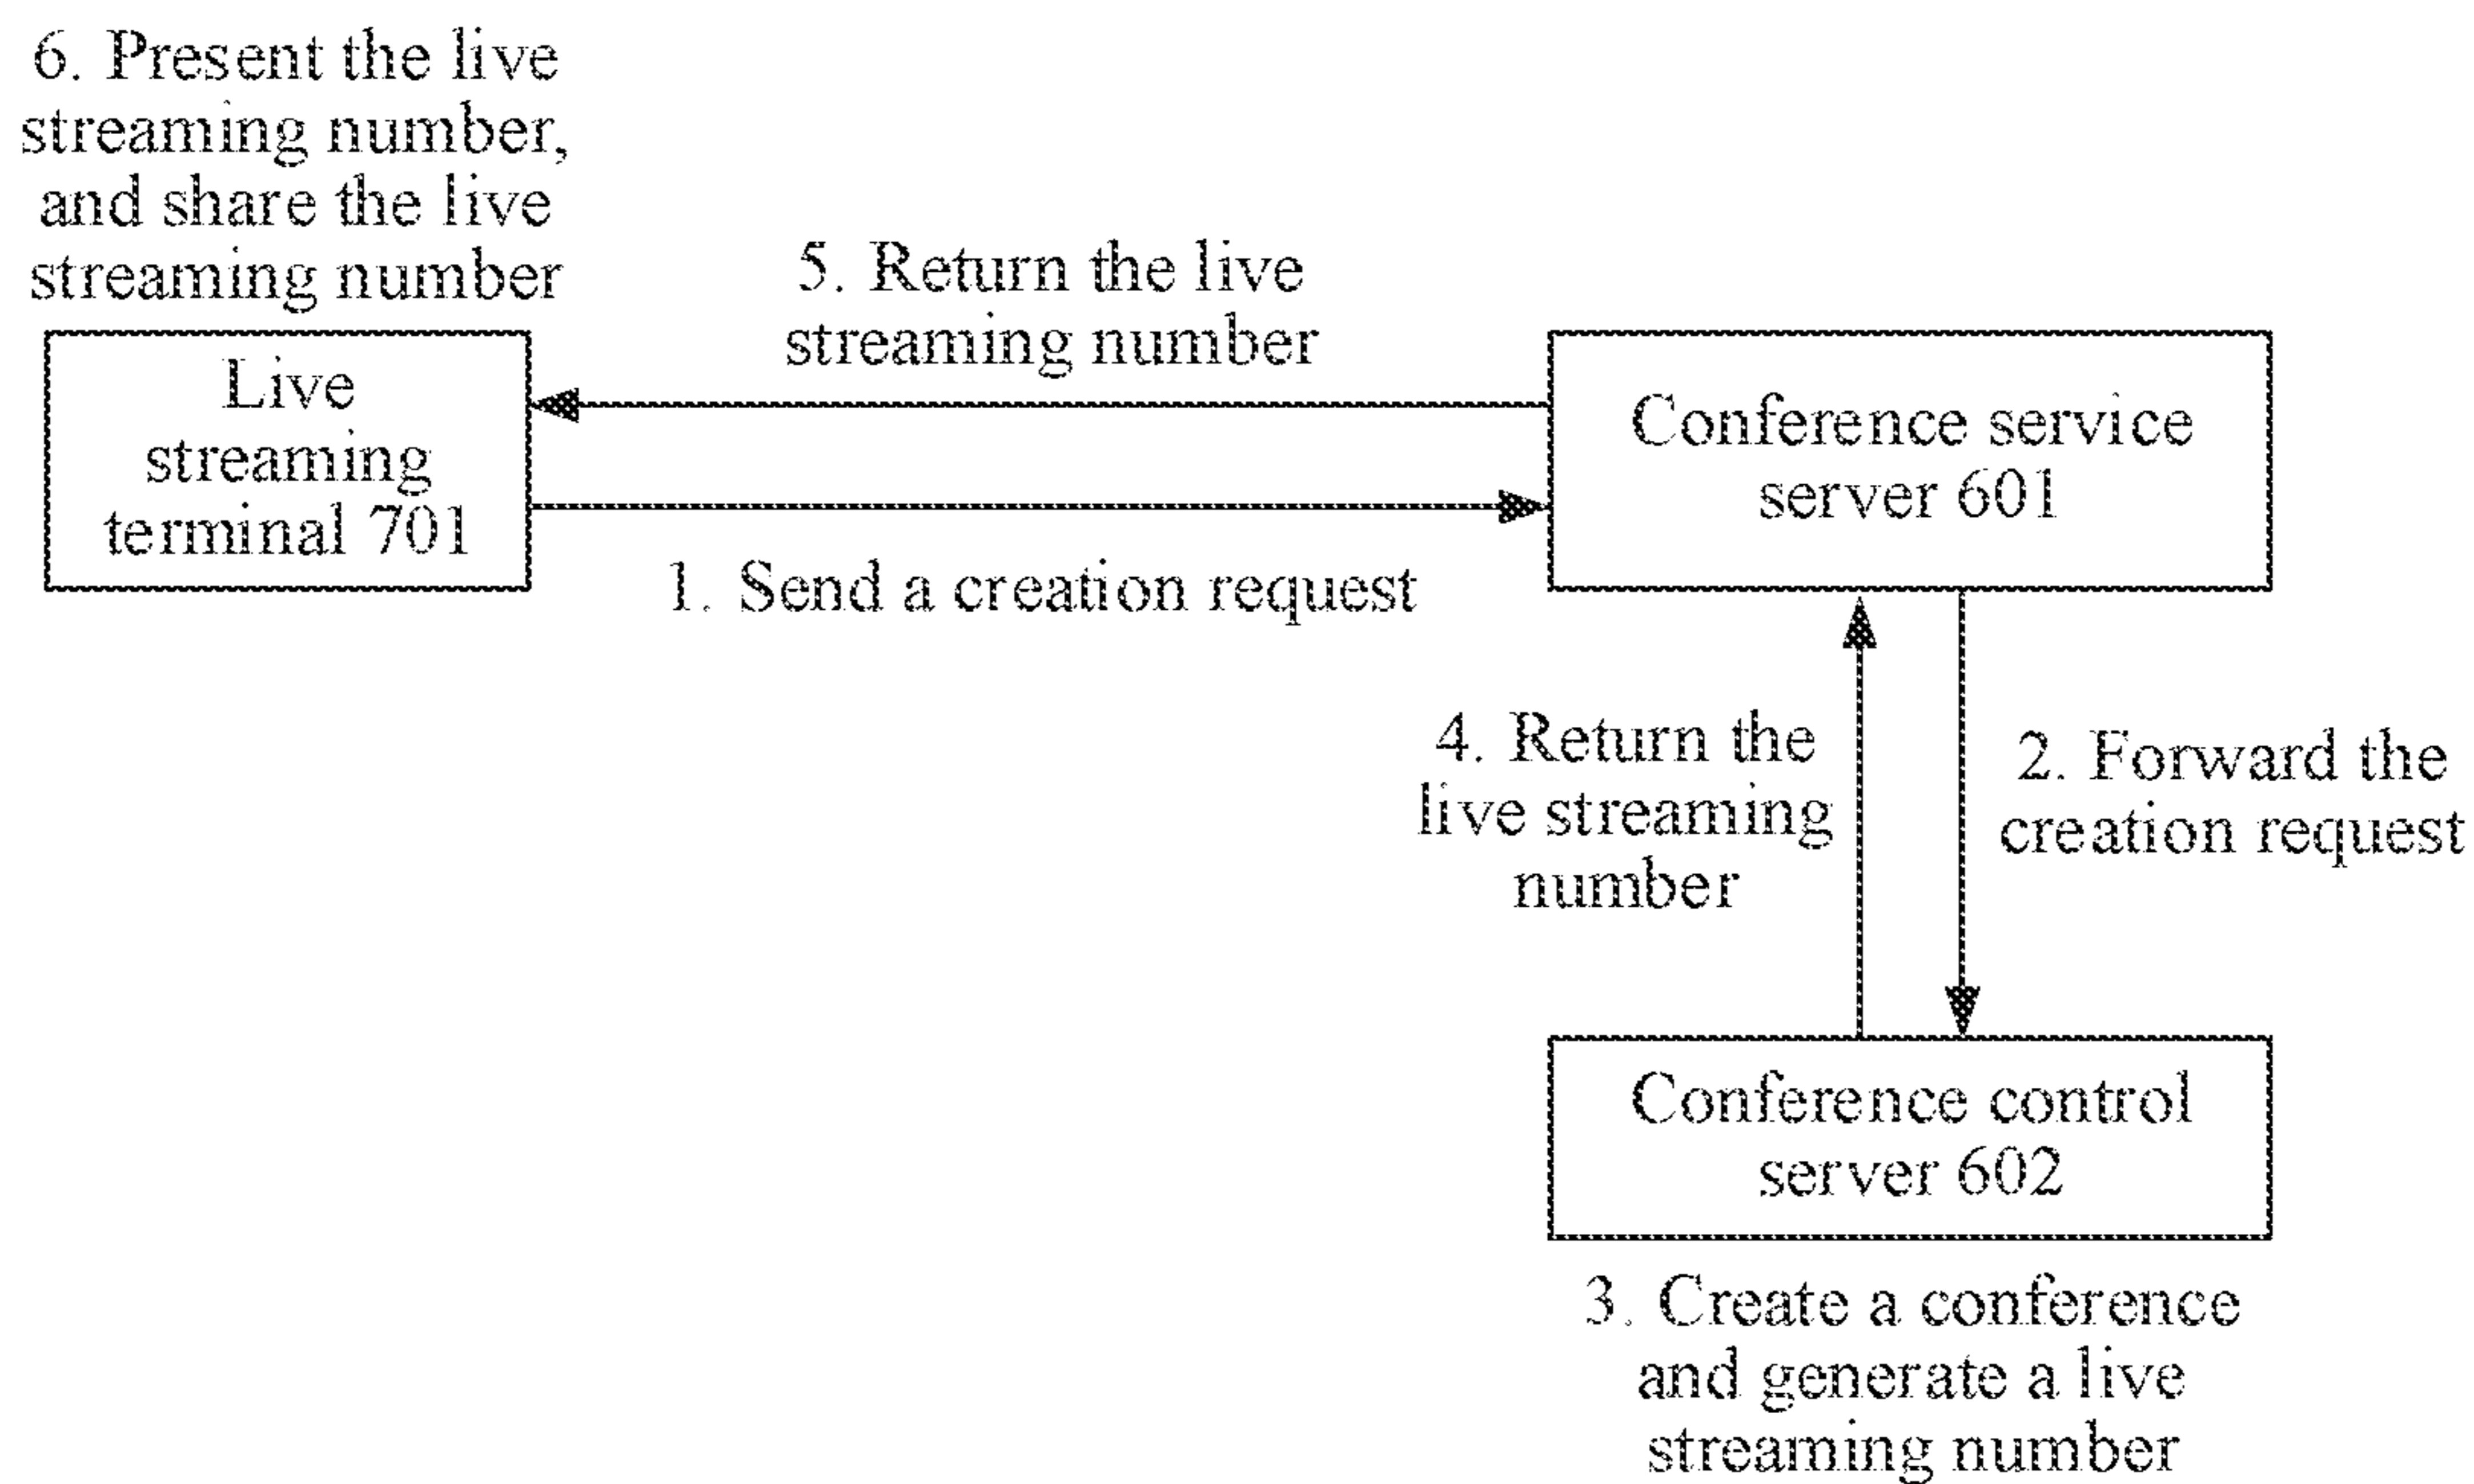 6. Present the live
streaming number,
and share the live
streaming number
Live
streaming
terminal 701
5. Return the live
streaming number
1. Send a creation request
Conference service
server 601
4. Return the
live streaming
number
2. Forward the
creation request
Conference control
server 602
3. Create a conference
and generate a live
streaming number